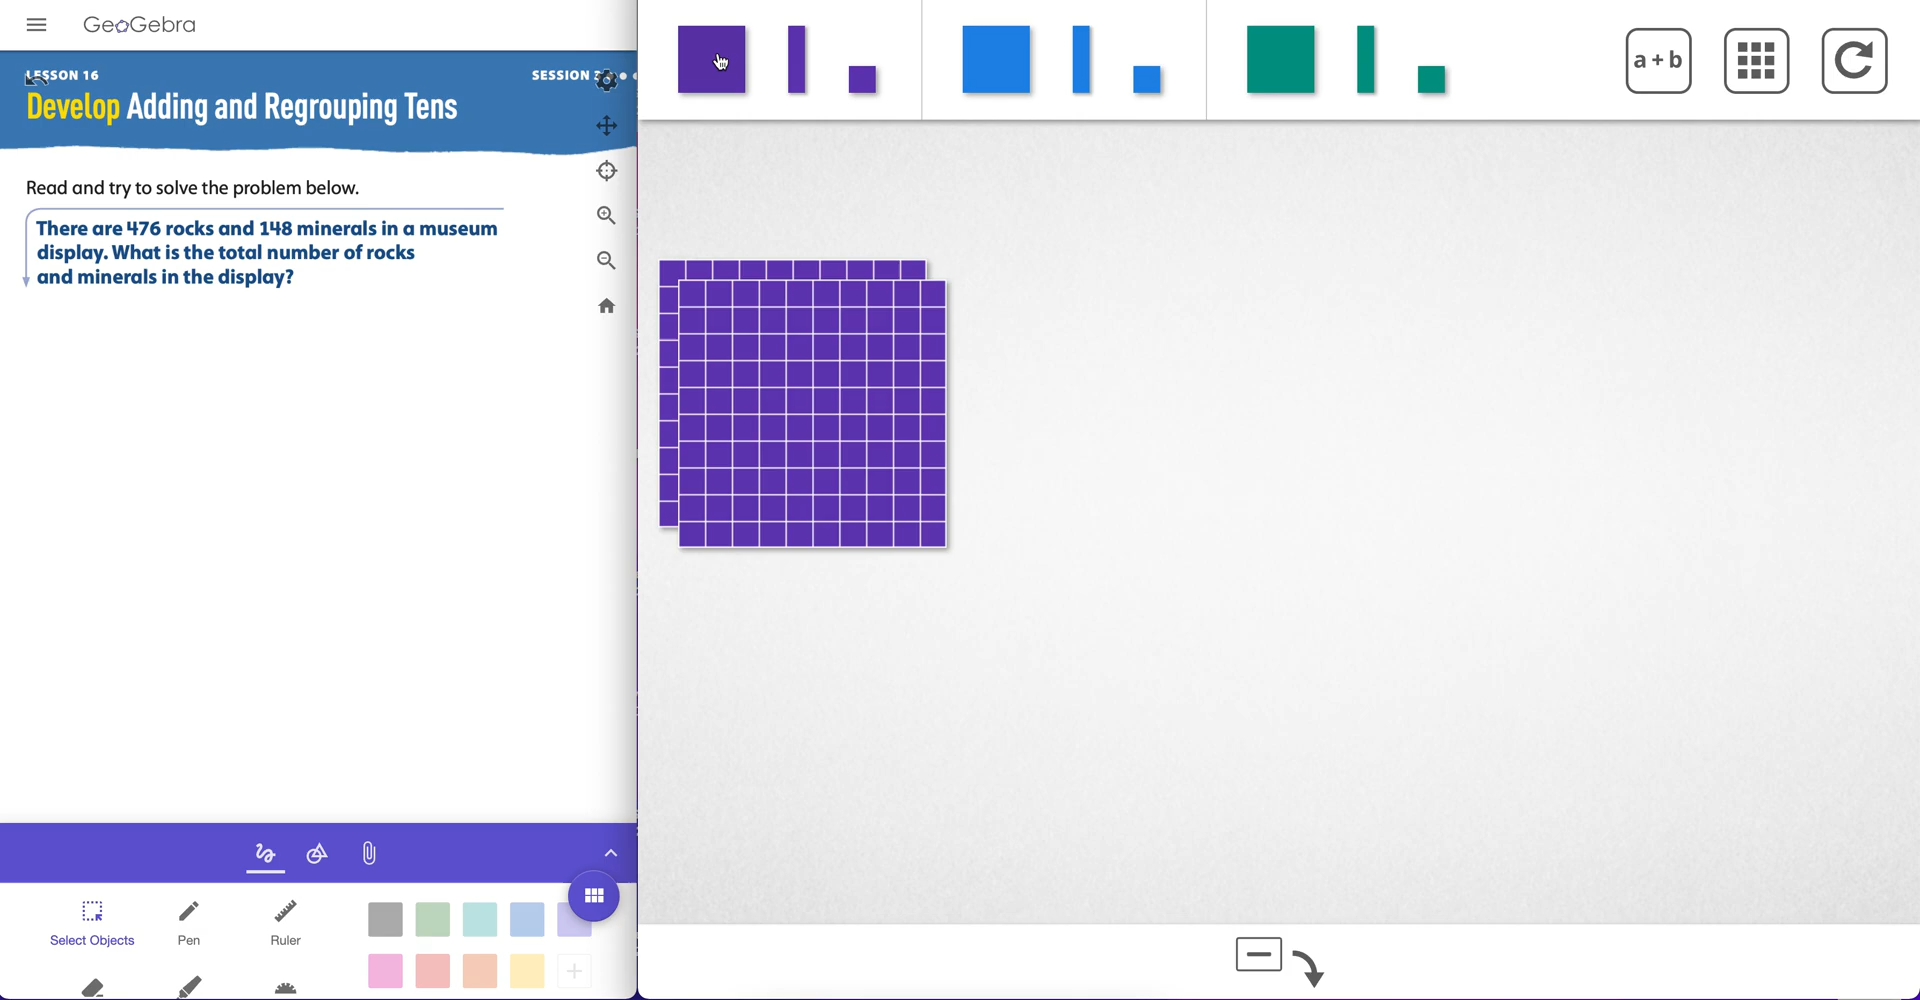 GeoGebra
LESSON 16
SESSION
Develop Adding and Regrouping Tens
Read and try to solve the problem below.
There are 476 rocks and 148 minerals in a museum
display. What is the total number of rocks
and minerals in the display?
a + b
Select Objects
Pen
Ruler